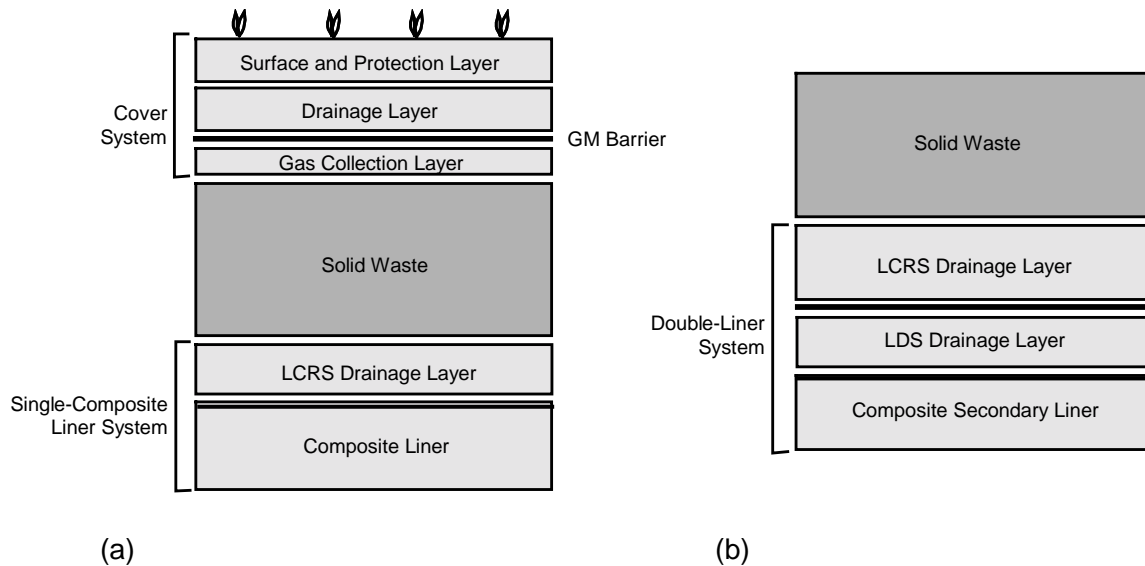 Surface and Protection Layer
Cover
System
Drainage Layer
GM Barrier
Gas Collection Layer
Solid Waste
LCRS Drainage Layer
Single-Composite
Liner System
Composite Liner
(a)
Solid Waste
LCRS Drainage Layer
Double-Liner
System
LDS Drainage Layer
Composite Secondary Liner
(b)